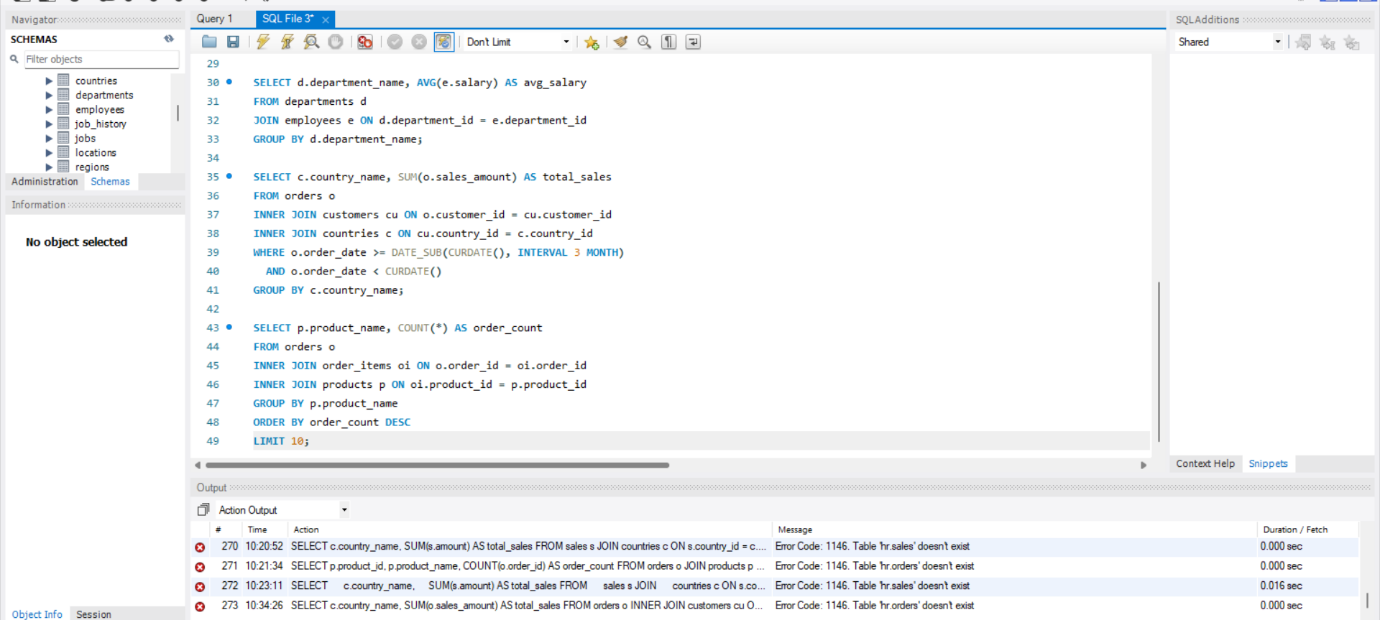 Navigator
SCHEMAS
Filter objects
countries
departments
employees
job_history
jobs
locations
regions
Administration Schemas
Information
No object selected
Object Info Session
Query 1 SQL File 3* ×
Don't Limit
29
30 SELECT d.department_name, AVG(e.salary) AS avg_salary
31 FROM departments d
32 JOIN employees e ON d.department_id = e.department_id
33 GROUP BY d.department_name;
34
35 SELECT c.country_name, SUM(o.sales_amount) AS total_sales
36 FROM orders o
37 INNER JOIN customers cu ON o.customer_id = cu.customer_id
38 INNER JOIN countries c ON cu.country_id = c.country_id
39 WHERE o.order_date >= DATE_SUB(CURDATE(), INTERVAL 3 MONTH)
40 AND o.order_date < CURDATE()
41 GROUP BY c.country_name;
42
43 SELECT p.product_name, COUNT(*) AS order_count
44 FROM orders o
45 INNER JOIN order_items oi ON o.order_id = oi.order_id
46 INNER JOIN products p ON oi.product_id = p.product_id
47 GROUP BY p.product_name
48 ORDER BY order_count DESC
49 LIMIT 10;
Output
Action Output
# Time Action Message Duration / Fetch
270 10:20:52 SELECT c.country_name, SUM(s.amount) AS total_sales FROM sales s JOIN countries c ON s.country_id = c.... Error Code: 1146. Table 'hr.sales' doesn't exist 0.000 sec
271 10:21:34 SELECT p.product_id, p.product_name, COUNT(o.order_id) AS order_count FROM orders o JOIN products p ... Error Code: 1146. Table 'hr.orders' doesn't exist 0.000 sec
272 10:23:11 SELECT c.country_name, SUM(s.amount) AS total_sales FROM sales s JOIN countries c ON s.co... Error Code: 1146. Table 'hr.sales' doesn't exist 0.016 sec
273 10:34:26 SELECT c.country_name, SUM(o.sales_amount) AS total_sales FROM orders o INNER JOIN customers cu O... Error Code: 1146. Table 'hr.orders' doesn't exist 0.000 sec
SQLAdditions
Shared
Context Help Snippets